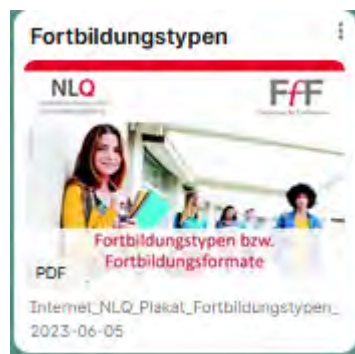 Fortbildungstypen
NLQ
FfF
Fortbildungstypen bzw.
Fortbildungsformate
PDF
Internet_NLQ_Plakat_Fortbildungstypen_
2023-06-05